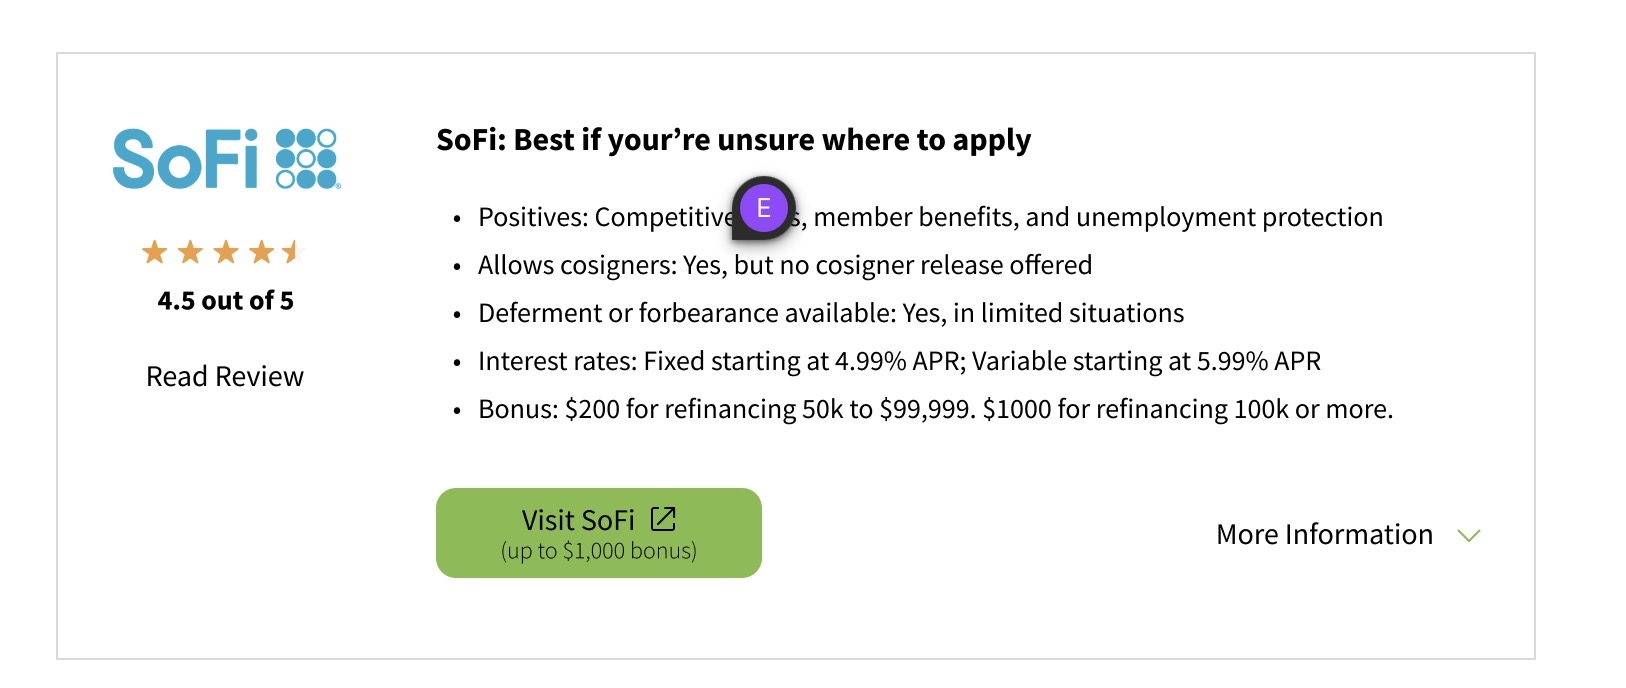 SoFi
SoFi: Best if your’re unsure where to apply
E
• Positives: Competitive s, member benefits, and unemployment protection
• Allows cosigners: Yes, but no cosigner release offered
4.5 out of 5
• Deferment or forbearance available: Yes, in limited situations
Read Review
• Interest rates: Fixed starting at 4.99% APR; Variable starting at 5.99% APR
• Bonus: $200 for refinancing 50k to $99,999. $1000 for refinancing 100k or more.
Visit SoFi
(up to $1,000 bonus)
More Information